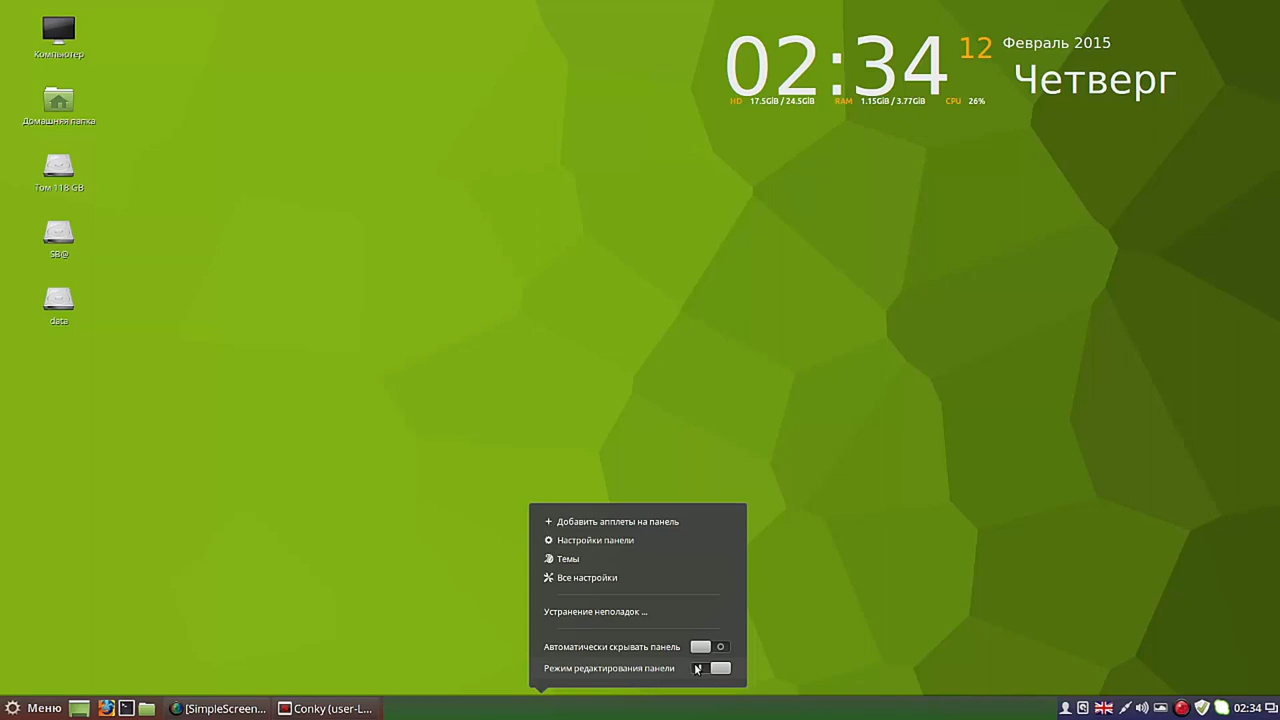 Компьютер
Домашняя папка
Том 118 GB
SB@
data
02:34
12
Февраль 2015
Четверг
HD 17.5GiB / 24.5GiB RAM 1.15GiB / 3.77GiB CPU 26%
+ Добавить апплеты на панель
Настройки панели
Темы
Все настройки
Устранение неполадок ...
Автоматически скрывать панель
Режим редактирования панели
Меню
[SimpleScreen...
Conky (user-L...
02:34